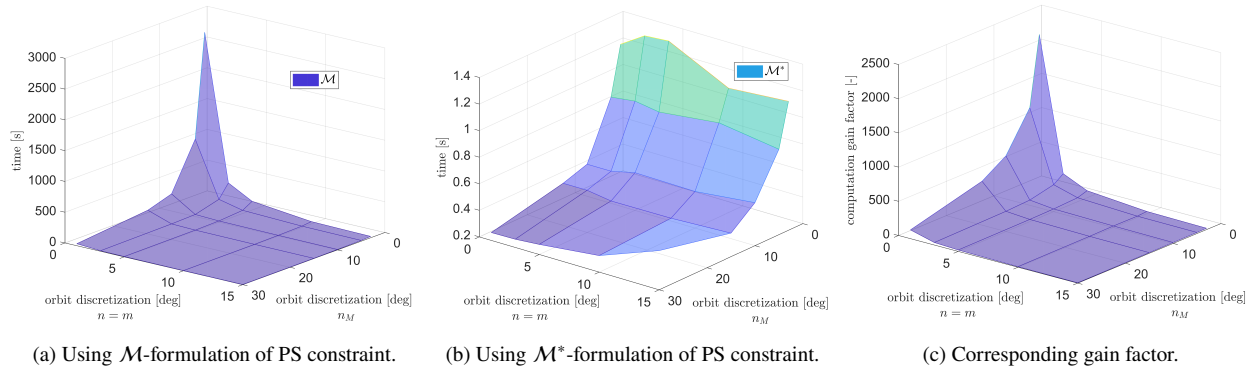 3000
2500
2000
1500
1000
500
0
time [s]
0
5
10
15
orbit discretization [deg]
n = m
30
20
10
0
orbit discretization [deg]
n_M
ℳ
1.4
1.2
1
0.8
0.6
0.4
0.2
time [s]
0
5
10
15
orbit discretization [deg]
n = m
30
20
10
0
orbit discretization [deg]
n_M
ℳ*
2500
2000
1500
1000
500
0
computation gain factor [-]
0
5
10
15
orbit discretization [deg]
n = m
30
20
10
0
orbit discretization [deg]
n_M
(a) Using ℳ-formulation of PS constraint.
(b) Using ℳ*-formulation of PS constraint.
(c) Corresponding gain factor.